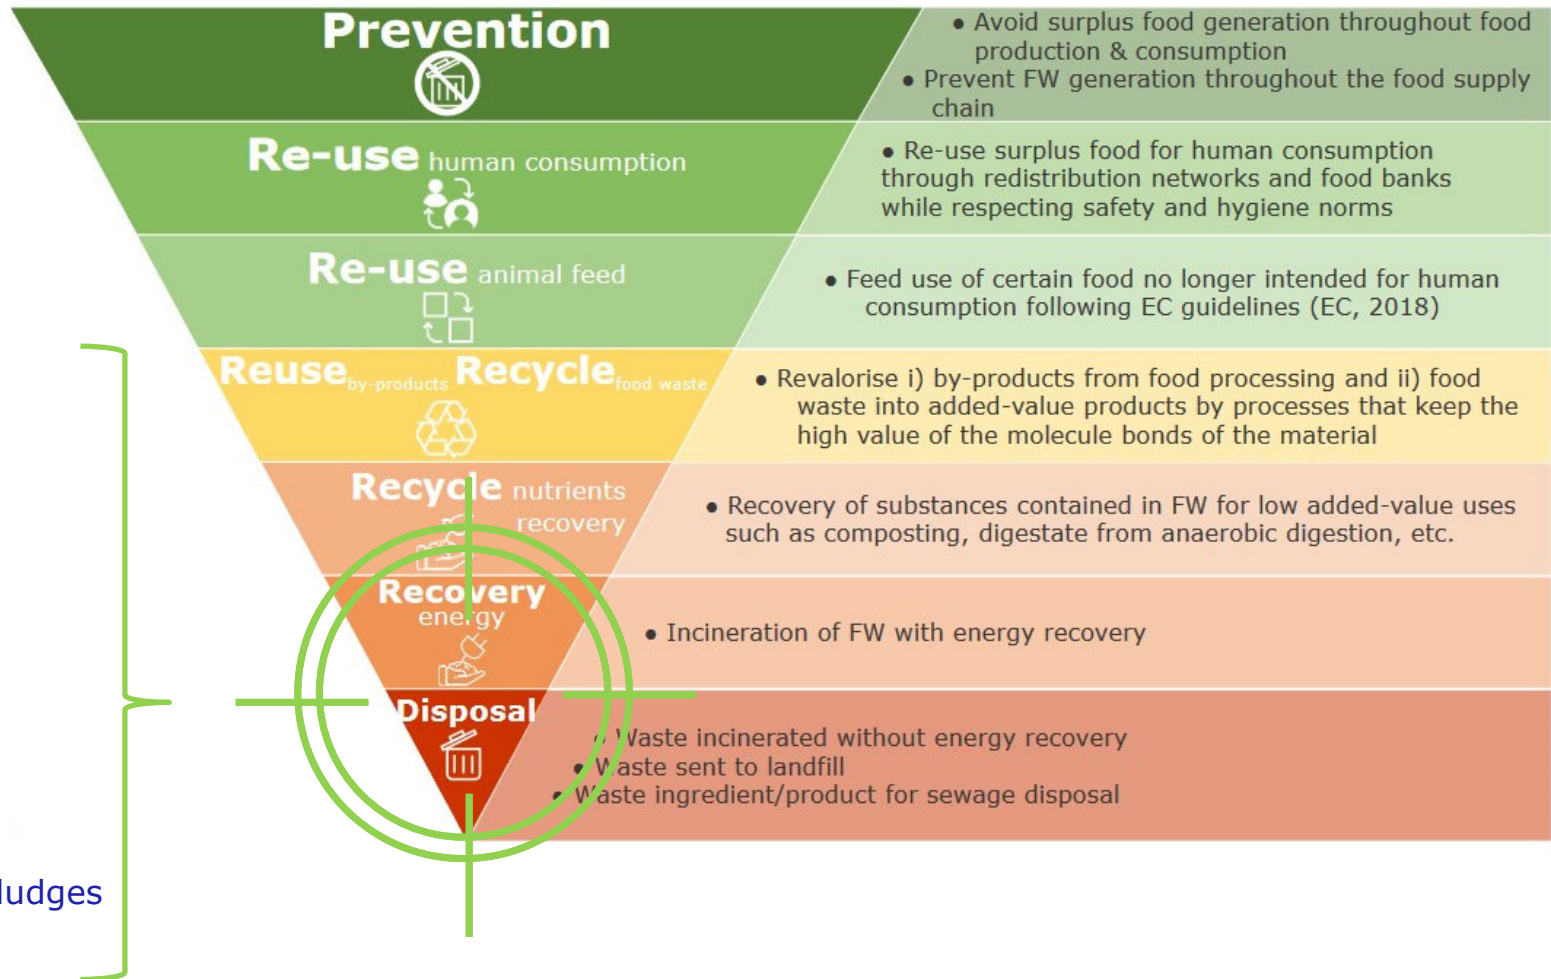 Prevention
● Avoid surplus food generation throughout food
production & consumption
● Prevent FW generation throughout the food supply
chain
Re-use human consumption
● Re-use surplus food for human consumption
through redistribution networks and food banks
while respecting safety and hygiene norms
Re-use animal feed
● Feed use of certain food no longer intended for human
consumption following EC guidelines (EC, 2018)
Reuse by-products Recycle food waste
● Revalorise i) by-products from food processing and ii) food
waste into added-value products by processes that keep the
high value of the molecule bonds of the material
Recycle nutrients
recovery
● Recovery of substances contained in FW for low added-value uses
such as composting, digestate from anaerobic digestion, etc.
Recovery
energy
● Incineration of FW with energy recovery
Disposal
● Waste incinerated without energy recovery
● Waste sent to landfill
● Waste ingredient/product for sewage disposal
ludges